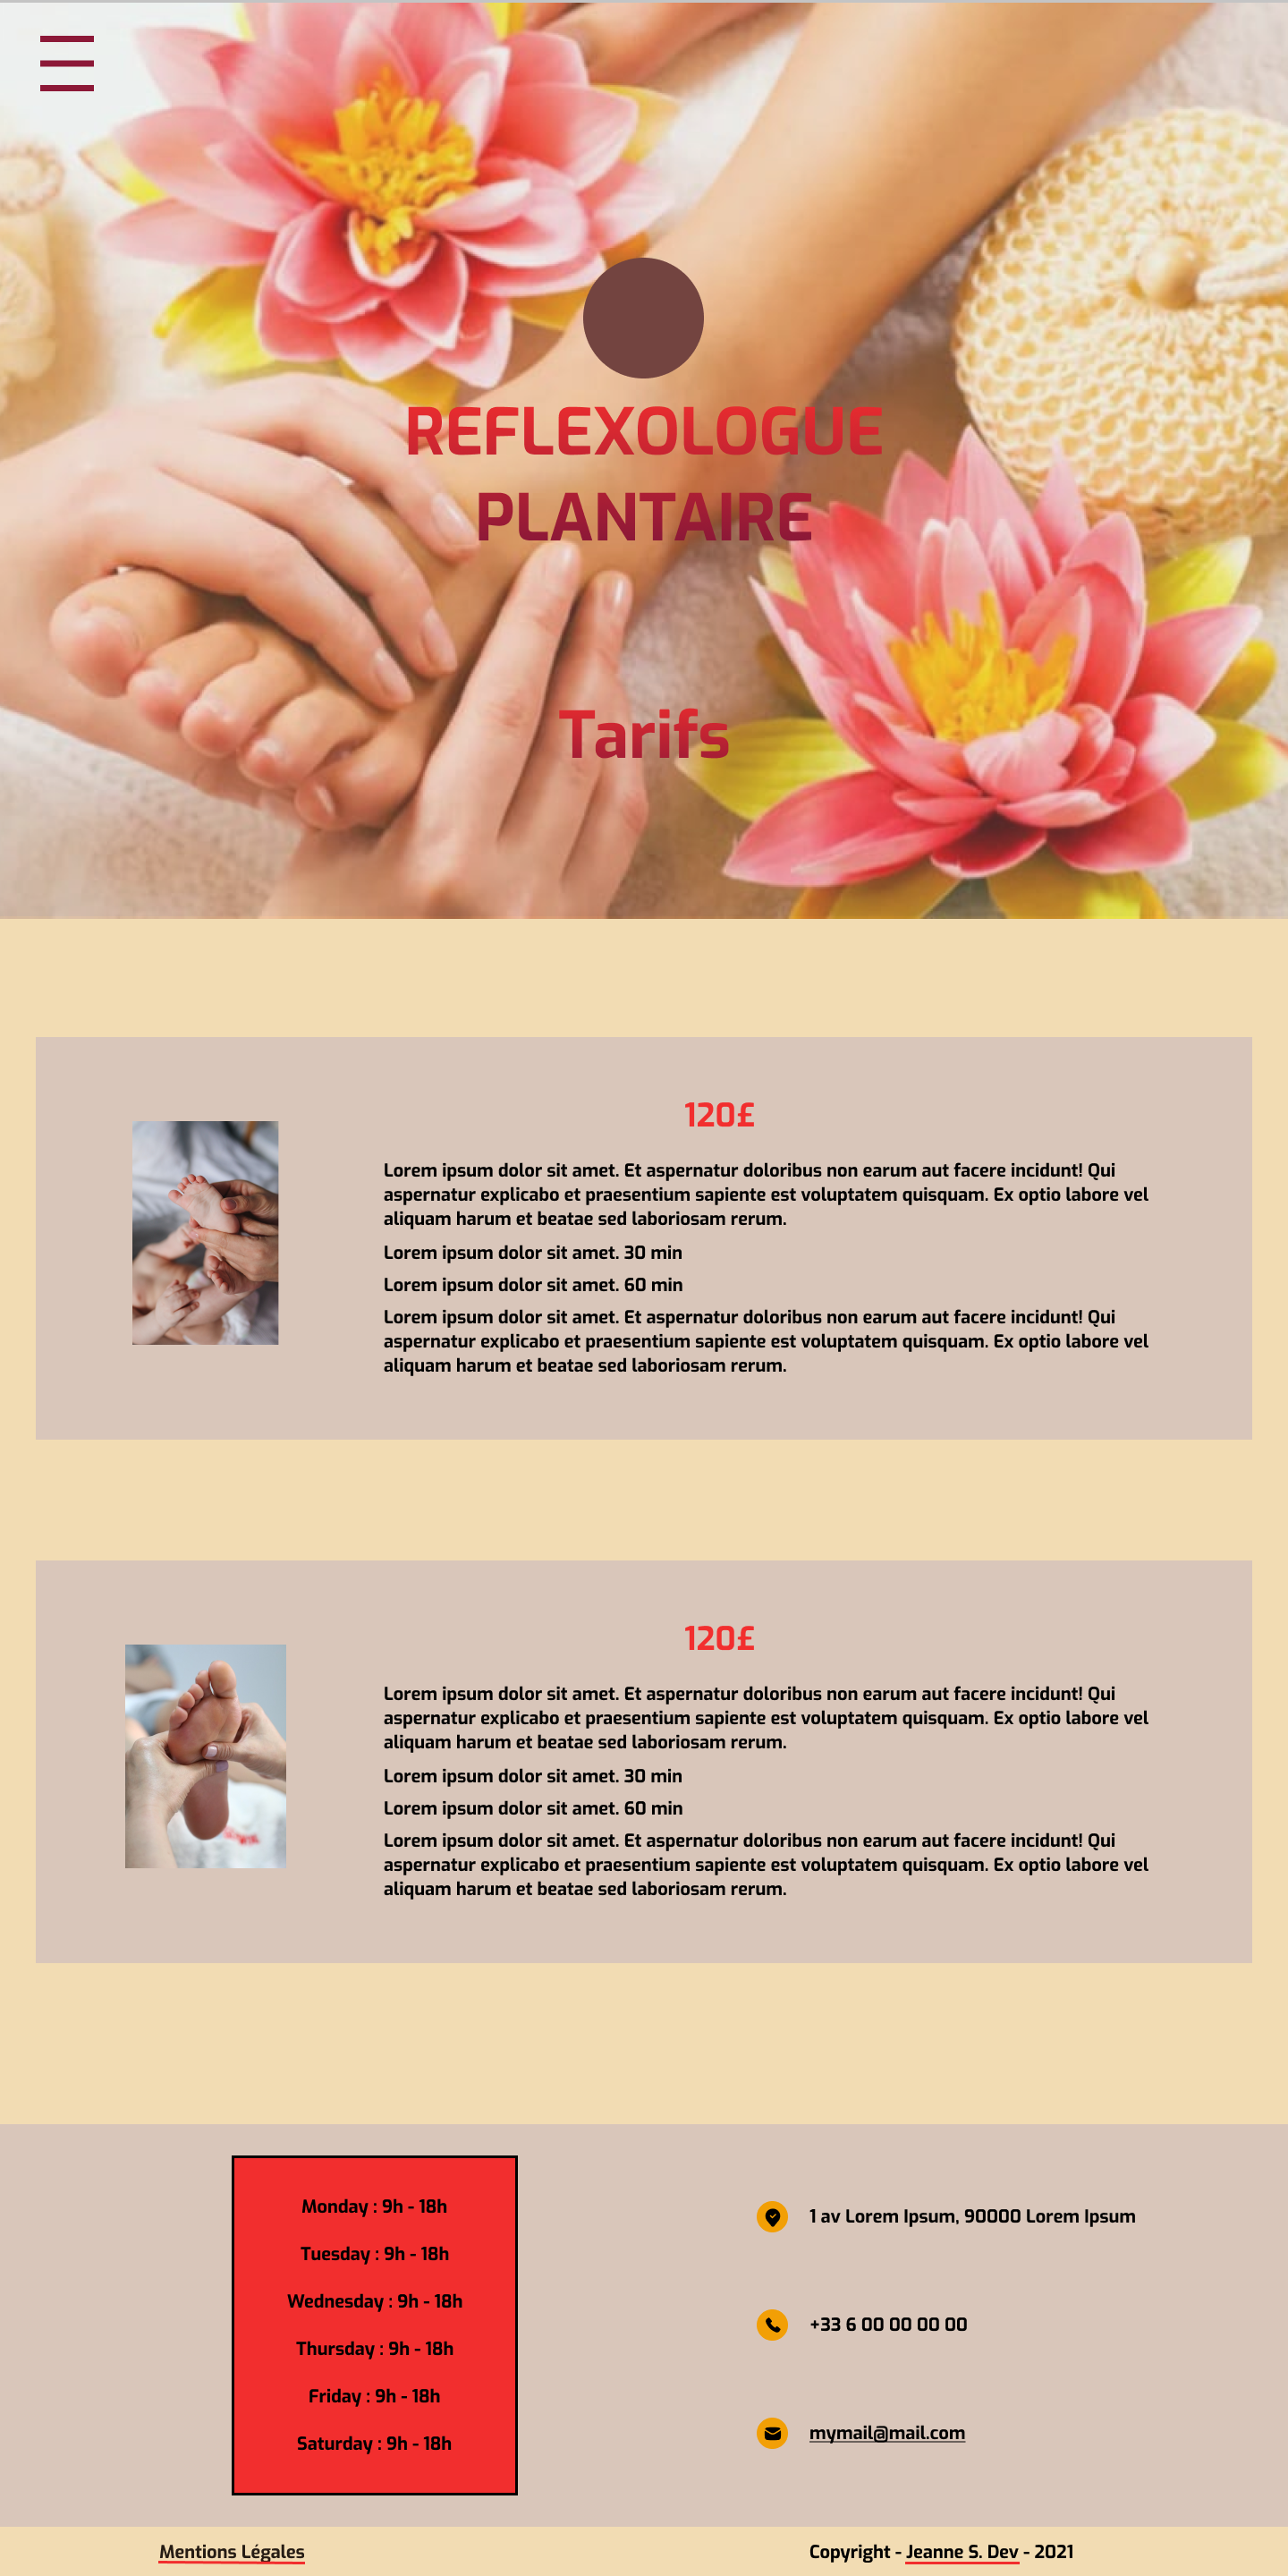 REFLEXOLOGUE
PLANTAIRE
Tarifs
120£
Lorem ipsum dolor sit amet. Et aspernatur doloribus non earum aut facere incidunt! Qui
aspernatur explicabo et praesentium sapiente est voluptatem quisquam. Ex optio labore vel
aliquam harum et beatae sed laboriosam rerum.
Lorem ipsum dolor sit amet. 30 min
Lorem ipsum dolor sit amet. 60 min
Lorem ipsum dolor sit amet. Et aspernatur doloribus non earum aut facere incidunt! Qui
aspernatur explicabo et praesentium sapiente est voluptatem quisquam. Ex optio labore vel
aliquam harum et beatae sed laboriosam rerum.
120£
Lorem ipsum dolor sit amet. Et aspernatur doloribus non earum aut facere incidunt! Qui
aspernatur explicabo et praesentium sapiente est voluptatem quisquam. Ex optio labore vel
aliquam harum et beatae sed laboriosam rerum.
Lorem ipsum dolor sit amet. 30 min
Lorem ipsum dolor sit amet. 60 min
Lorem ipsum dolor sit amet. Et aspernatur doloribus non earum aut facere incidunt! Qui
aspernatur explicabo et praesentium sapiente est voluptatem quisquam. Ex optio labore vel
aliquam harum et beatae sed laboriosam rerum.
Monday : 9h - 18h
Tuesday : 9h - 18h
Wednesday : 9h - 18h
Thursday : 9h - 18h
Friday : 9h - 18h
Saturday : 9h - 18h
1 av Lorem Ipsum, 90000 Lorem Ipsum
+33 6 00 00 00 00
mymail@mail.com
Mentions Légales
Copyright - Jeanne S. Dev - 2021